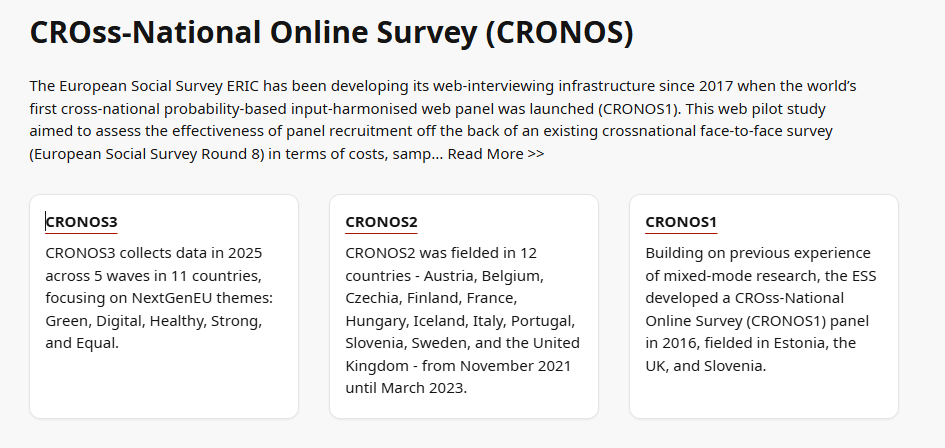 CROss-National Online Survey (CRONOS)
The European Social Survey ERIC has been developing its web-interviewing infrastructure since 2017 when the world’s
first cross-national probability-based input-harmonised web panel was launched (CRONOS1). This web pilot study
aimed to assess the effectiveness of panel recruitment off the back of an existing crossnational face-to-face survey
(European Social Survey Round 8) in terms of costs, samp... Read More >>
CRONOS3
CRONOS3 collects data in 2025
across 5 waves in 11 countries,
focusing on NextGenEU themes:
Green, Digital, Healthy, Strong,
and Equal.
CRONOS2
CRONOS2 was fielded in 12
countries - Austria, Belgium,
Czechia, Finland, France,
Hungary, Iceland, Italy, Portugal,
Slovenia, Sweden, and the United
Kingdom - from November 2021
until March 2023.
CRONOS1
Building on previous experience
of mixed-mode research, the ESS
developed a CROss-National
Online Survey (CRONOS1) panel
in 2016, fielded in Estonia, the
UK, and Slovenia.